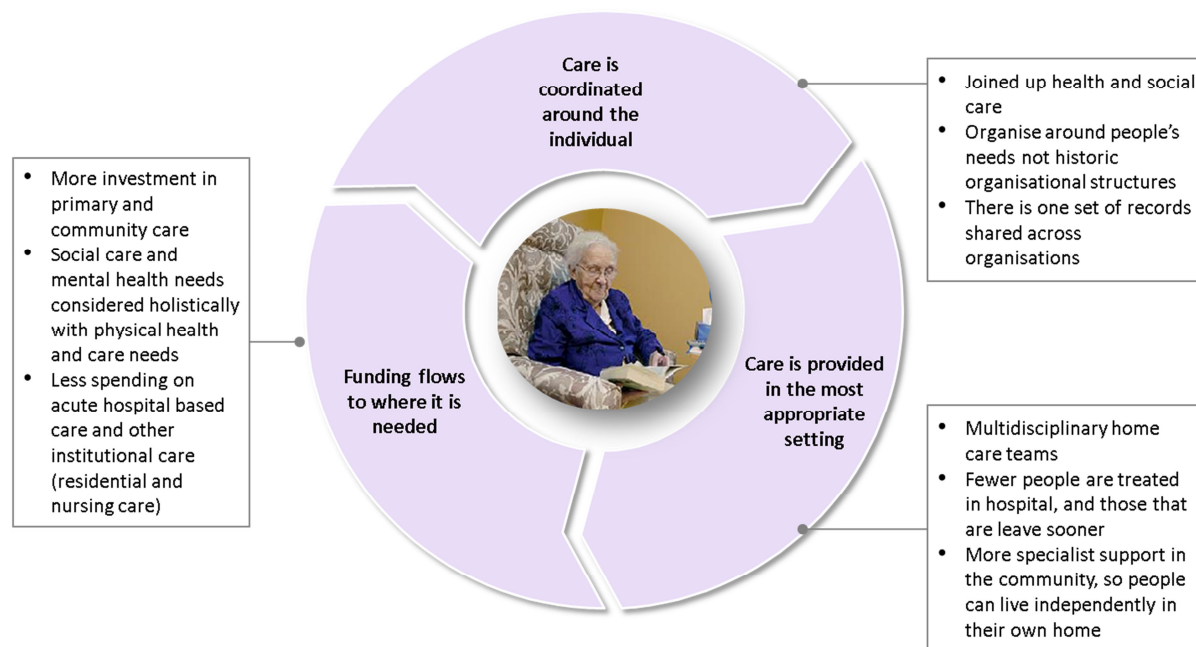 Care is
coordinated
around the
individual
• Joined up health and social
care
• Organise around people’s
needs not historic
organisational structures
• There is one set of records
shared across
organisations
Care is provided
in the most
appropriate
setting
• Multidisciplinary home
care teams
• Fewer people are treated
in hospital, and those that
are leave sooner
• More specialist support in
the community, so people
can live independently in
their own home
Funding flows
to where it is
needed
• More investment in
primary and
community care
• Social care and
mental health needs
considered holistically
with physical health
and care needs
• Less spending on
acute hospital based
care and other
institutional care
(residential and
nursing care)